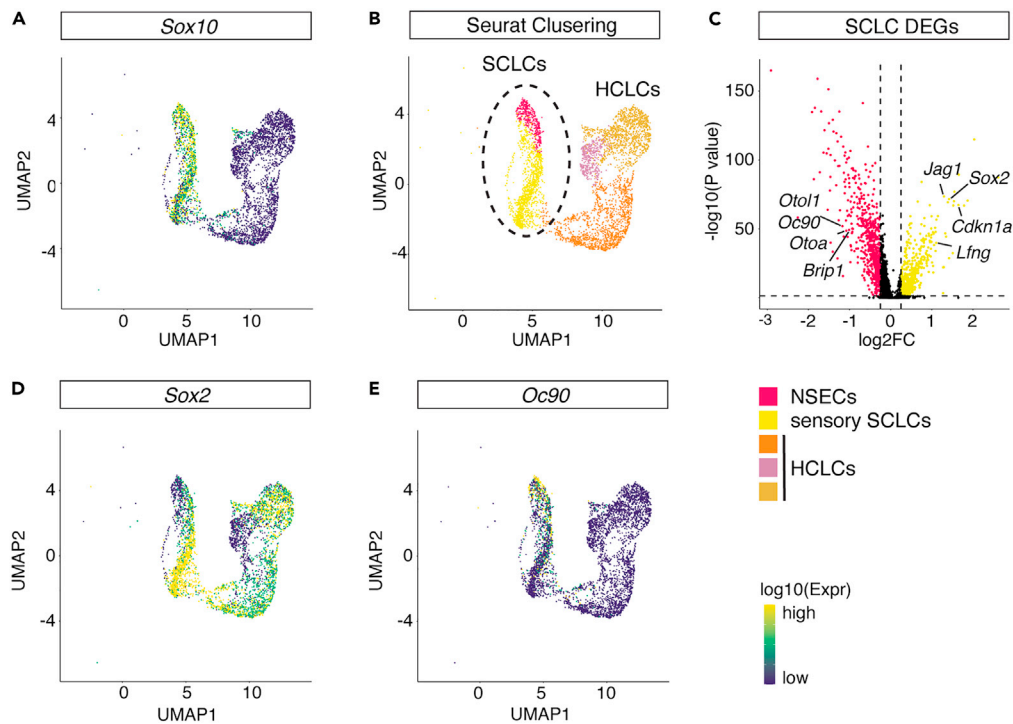 A
Sox10
UMAP2
4
0
-4
0
5
10
UMAP1
B
Seurat Clusering
SCLCs
HCLCs
UMAP2
4
0
-4
0
5
10
UMAP1
C
SCLC DEGs
-log10(P value)
150
100
50
Jag1
Sox2
Otol1
Oc90
Otoa
Brip1
Cdkn1a
Lfng
-3
-2
-1
0
1
2
log2FC
D
Sox2
UMAP2
4
0
-4
0
5
10
UMAP1
E
Oc90
UMAP2
4
0
-4
0
5
10
UMAP1
NSECs
sensory SCLCs
HCLCs
log10(Expr)
high
low